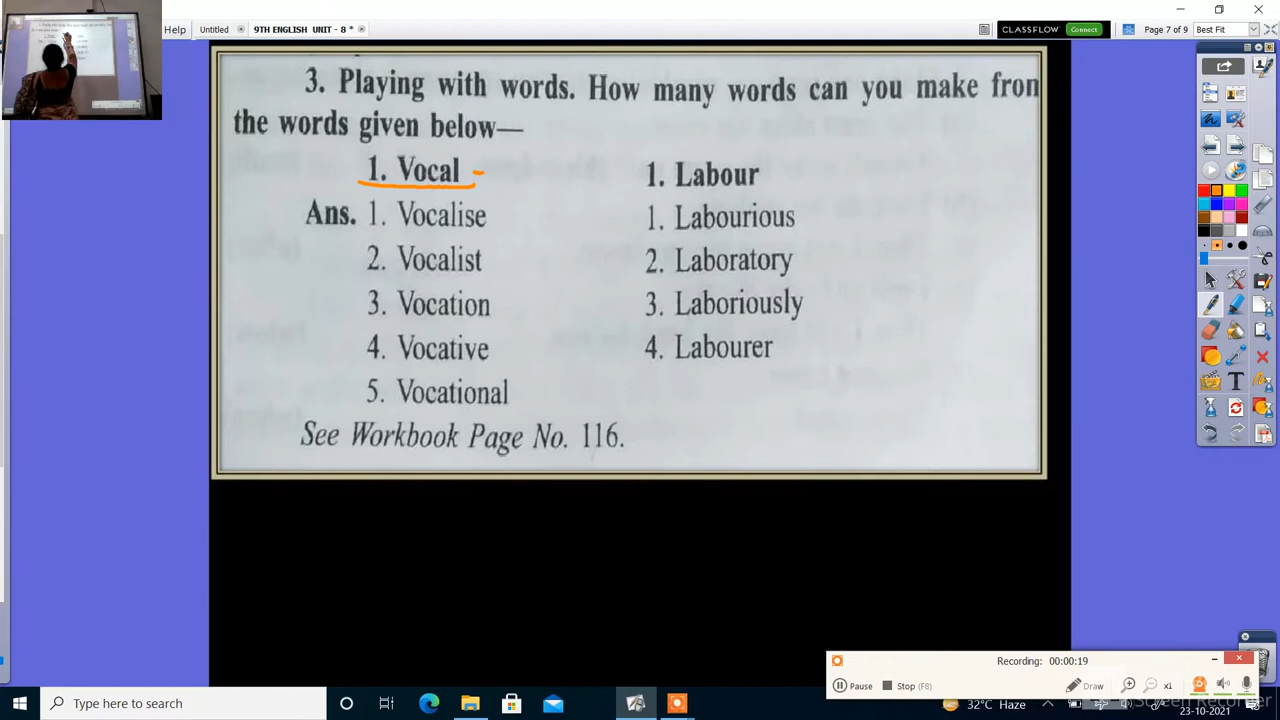 Help
Untitled
9TH ENGLISH UNIT - 8 *
CLASSFLOW
Connect
Page 7 of 9
Best Fit
3. Playing with words. How many words can you make fron
the words given below—
1. Vocal -
1. Labour
Ans. 1. Vocalise
1. Labourious
2. Vocalist
2. Laboratory
3. Vocation
3. Laboriously
4. Vocative
4. Labourer
5. Vocational
See Workbook Page No. 116.
Recording: 00:00:19
Pause
Stop (F8)
Draw
x1
Type here to search
32°C Haze
23-10-2021